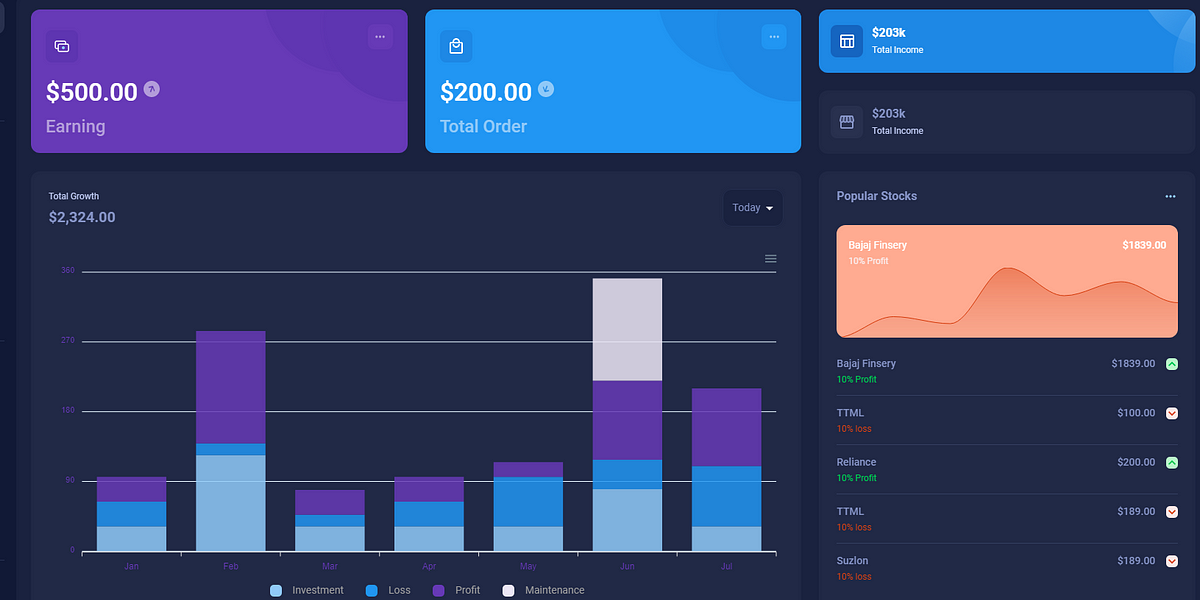 $500.00
Earning
$200.00
Total Order
$203k
Total Income
$203k
Total Income
Total Growth
$2,324.00
Today
360
270
180
90
0
Jan Feb Mar Apr May Jun Jul
Investment Loss Profit Maintenance
Popular Stocks
Bajaj Finsery $1839.00
10% Profit
Bajaj Finsery $1839.00
10% Profit
TTML $100.00
10% loss
Reliance $200.00
10% Profit
TTML $189.00
10% loss
Suzlon $189.00
10% loss